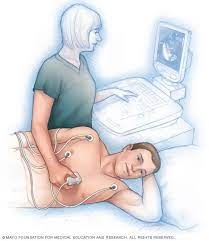 © MAYO FOUNDATION FOR MEDICAL EDUCATION AND RESEARCH. ALL RIGHTS RESERVED.